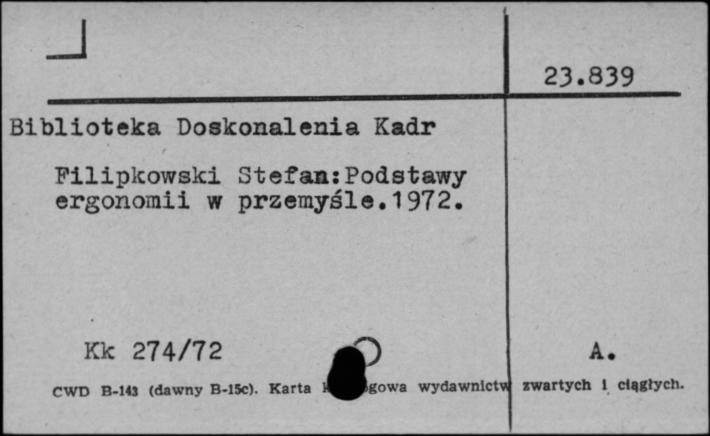 23.839
Biblioteka Doskonalenia Kadr
Filipkowski Stefan:Podstawy
ergonomii w przemyśle.1972.
Kk 274/72
A.
CWD B-143 (dawny B-15c). Karta wydawnictw zwartych i ciągłych.